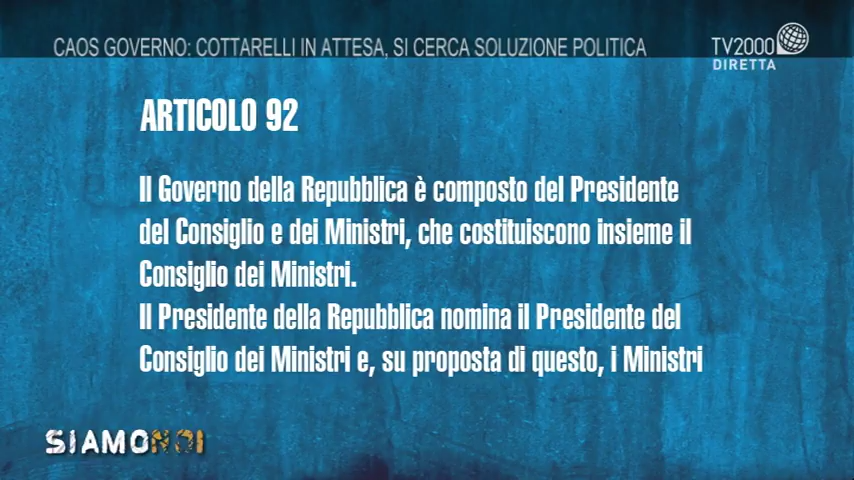 CAOS GOVERNO: COTTARELLI IN ATTESA, SI CERCA SOLUZIONE POLITICA
TV2000
DIRETTA
ARTICOLO 92
Il Governo della Repubblica è composto del Presidente
del Consiglio e dei Ministri, che costituiscono insieme il
Consiglio dei Ministri.
Il Presidente della Repubblica nomina il Presidente del
Consiglio dei Ministri e, su proposta di questo, i Ministri
SIAMONOI